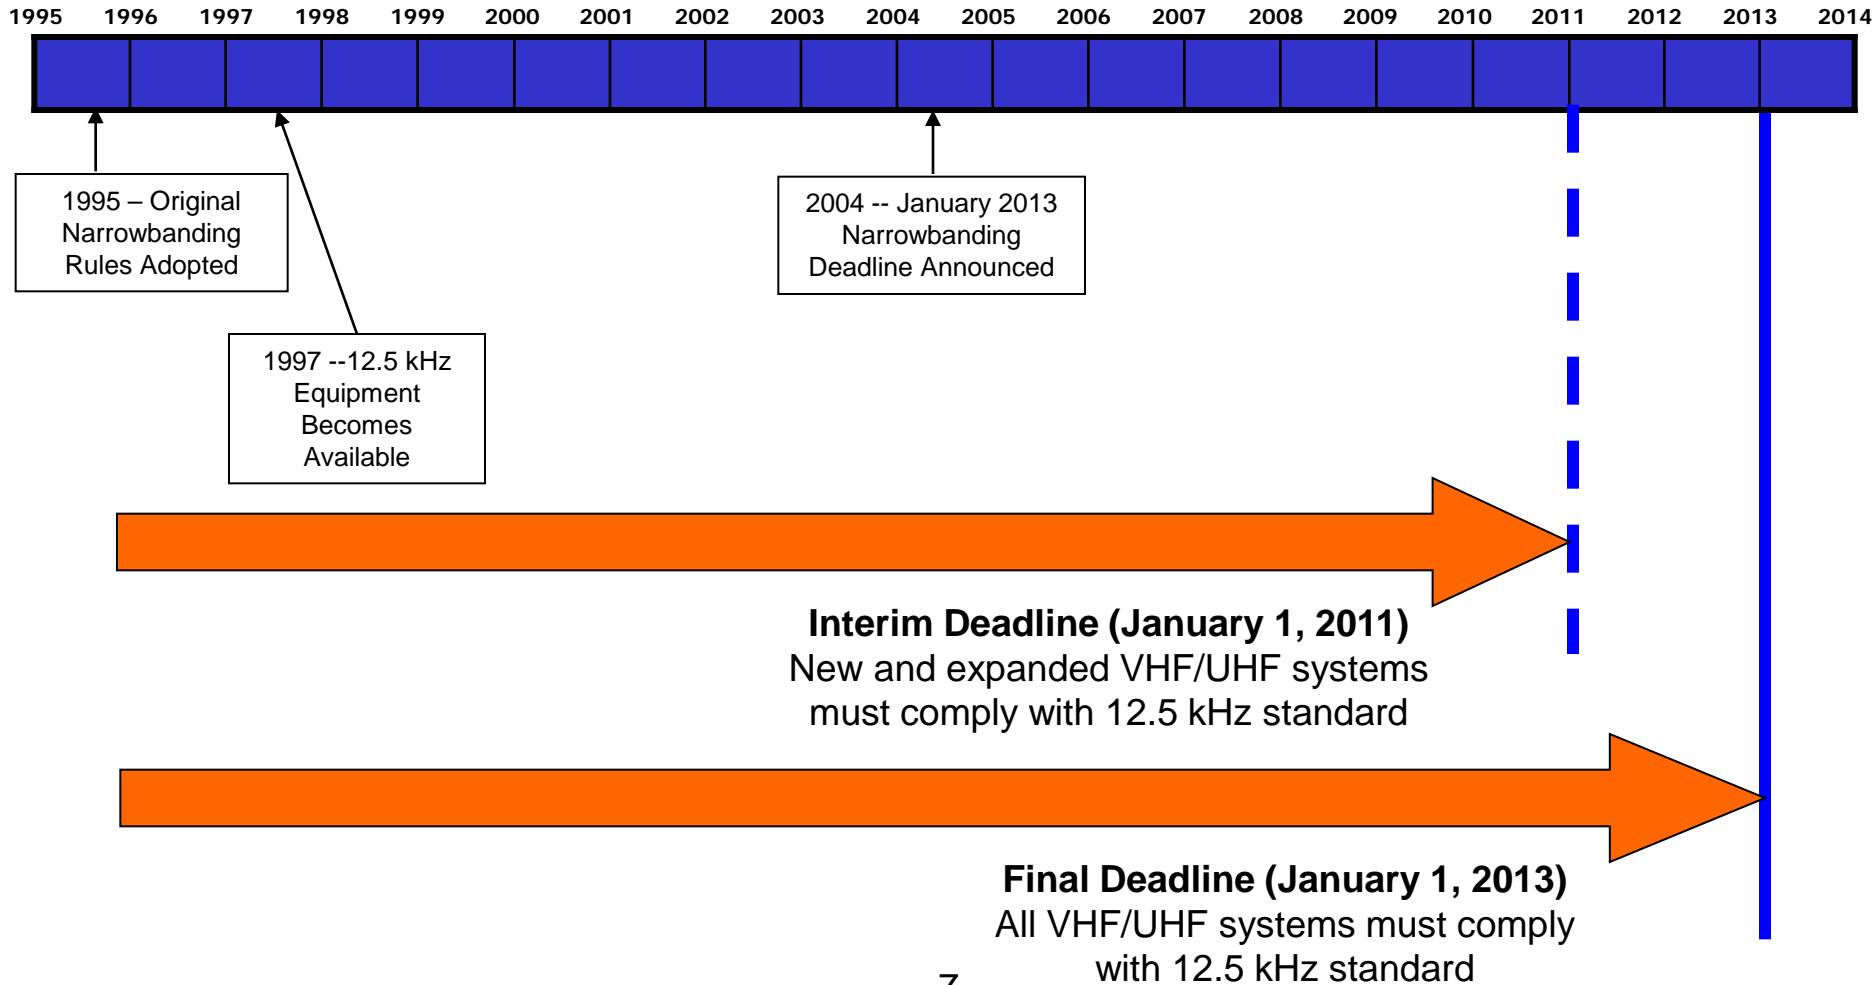 1995 1996 1997 1998 1999 2000 2001 2002 2003 2004 2005 2006 2007 2008 2009 2010 2011 2012 2013 2014
1995 – Original
Narrowbanding
Rules Adopted
1997 --12.5 kHz
Equipment
Becomes
Available
2004 -- January 2013
Narrowbanding
Deadline Announced
Interim Deadline (January 1, 2011)
New and expanded VHF/UHF systems
must comply with 12.5 kHz standard
Final Deadline (January 1, 2013)
All VHF/UHF systems must comply
with 12.5 kHz standard